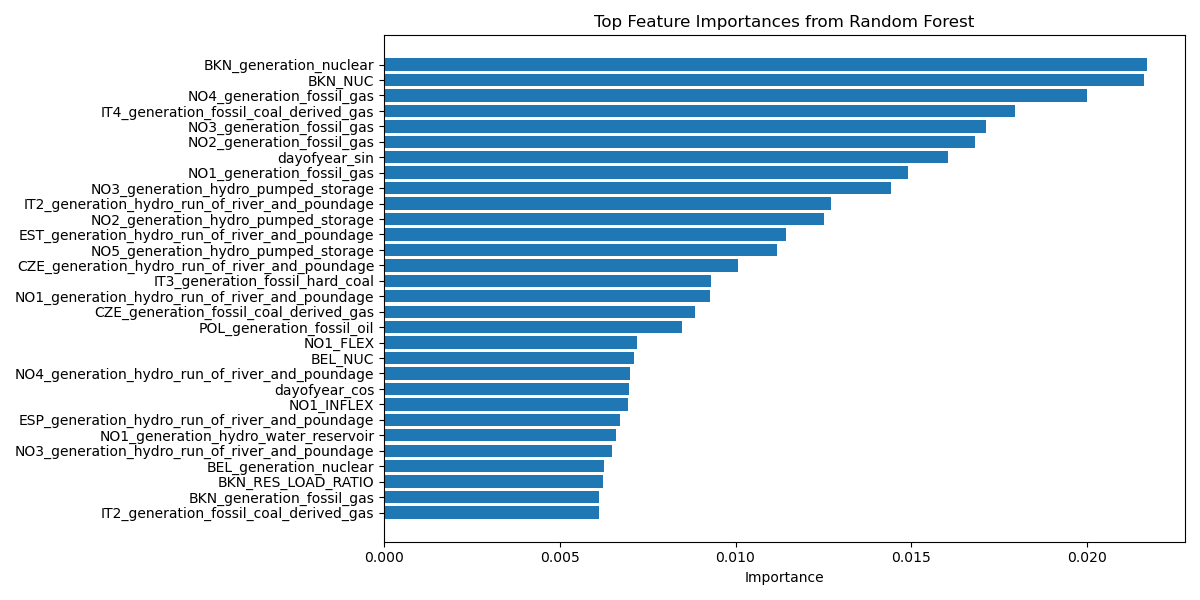 Top Feature Importances from Random Forest
BKN_generation_nuclear
BKN_NUC
NO4_generation_fossil_gas
IT4_generation_fossil_coal_derived_gas
NO3_generation_fossil_gas
NO2_generation_fossil_gas
dayofyear_sin
NO1_generation_fossil_gas
NO3_generation_hydro_pumped_storage
IT2_generation_hydro_run_of_river_and_poundage
NO2_generation_hydro_pumped_storage
EST_generation_hydro_run_of_river_and_poundage
NO5_generation_hydro_pumped_storage
CZE_generation_hydro_run_of_river_and_poundage
IT3_generation_fossil_hard_coal
NO1_generation_hydro_run_of_river_and_poundage
CZE_generation_fossil_coal_derived_gas
POL_generation_fossil_oil
NO1_FLEX
BEL_NUC
NO4_generation_hydro_run_of_river_and_poundage
dayofyear_cos
NO1_INFLEX
ESP_generation_hydro_run_of_river_and_poundage
NO1_generation_hydro_water_reservoir
NO3_generation_hydro_run_of_river_and_poundage
BEL_generation_nuclear
BKN_RES_LOAD_RATIO
BKN_generation_fossil_gas
IT2_generation_fossil_coal_derived_gas
0.000 0.005 0.010 0.015 0.020
Importance